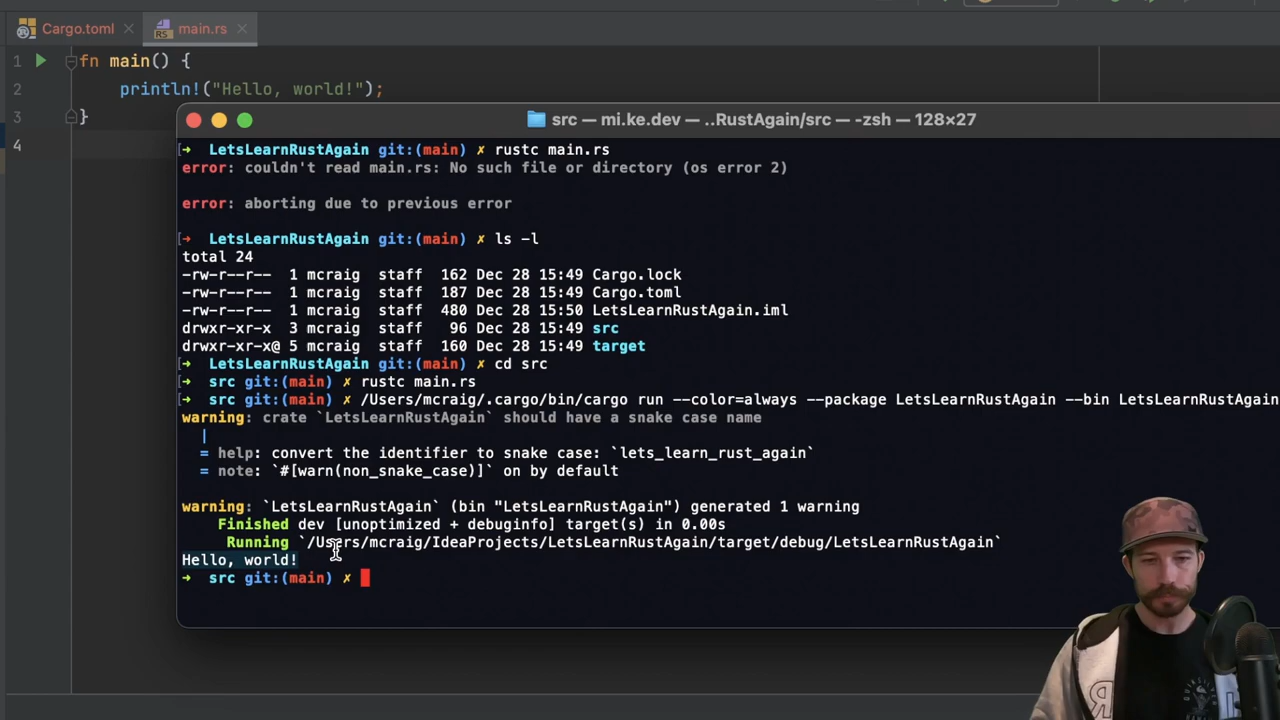 Cargo.toml
main.rs
1 fn main() {
2 println!("Hello, world!");
3 }
4
src — mi.ke.dev — ..RustAgain/src — -zsh — 128×27
[➜ LetsLearnRustAgain git:(main) ✗ rustc main.rs
error: couldn't read main.rs: No such file or directory (os error 2)
error: aborting due to previous error
[➜ LetsLearnRustAgain git:(main) ✗ ls -l
total 24
-rw-r--r-- 1 mcraig staff 162 Dec 28 15:49 Cargo.lock
-rw-r--r-- 1 mcraig staff 187 Dec 28 15:49 Cargo.toml
-rw-r--r-- 1 mcraig staff 480 Dec 28 15:50 LetsLearnRustAgain.iml
drwxr-xr-x 3 mcraig staff 96 Dec 28 15:49 src
drwxr-xr-x@ 5 mcraig staff 160 Dec 28 15:49 target
[➜ LetsLearnRustAgain git:(main) ✗ cd src
[➜ src git:(main) ✗ rustc main.rs
[➜ src git:(main) ✗ /Users/mcraig/.cargo/bin/cargo run --color=always --package LetsLearnRustAgain --bin LetsLearnRustAgain
warning: crate `LetsLearnRustAgain` should have a snake case name
|
= help: convert the identifier to snake case: `lets_learn_rust_again`
= note: `#[warn(non_snake_case)]` on by default
warning: `LetsLearnRustAgain` (bin "LetsLearnRustAgain") generated 1 warning
Finished dev [unoptimized + debuginfo] target(s) in 0.00s
Running `/Users/mcraig/IdeaProjects/LetsLearnRustAgain/target/debug/LetsLearnRustAgain`
Hello, world!
➜ src git:(main) ✗